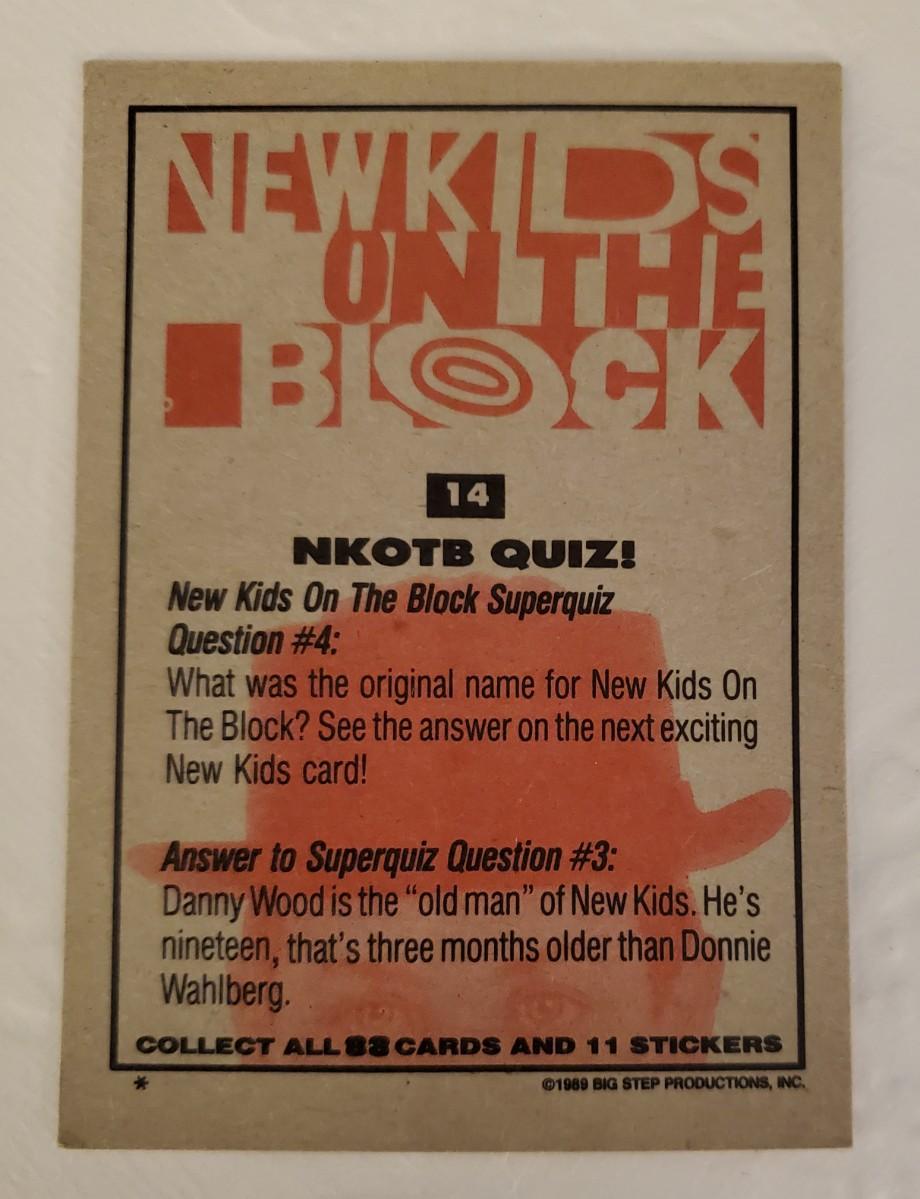 NEW KIDS
ON THE
BLOCK
14
NKOTB QUIZ!
New Kids On The Block Superquiz
Question #4:
What was the original name for New Kids On
The Block? See the answer on the next exciting
New Kids card!
Answer to Superquiz Question #3:
Danny Wood is the “old man” of New Kids. He’s
nineteen, that’s three months older than Donnie
Wahlberg.
COLLECT ALL 88 CARDS AND 11 STICKERS
* ©1989 BIG STEP PRODUCTIONS, INC.